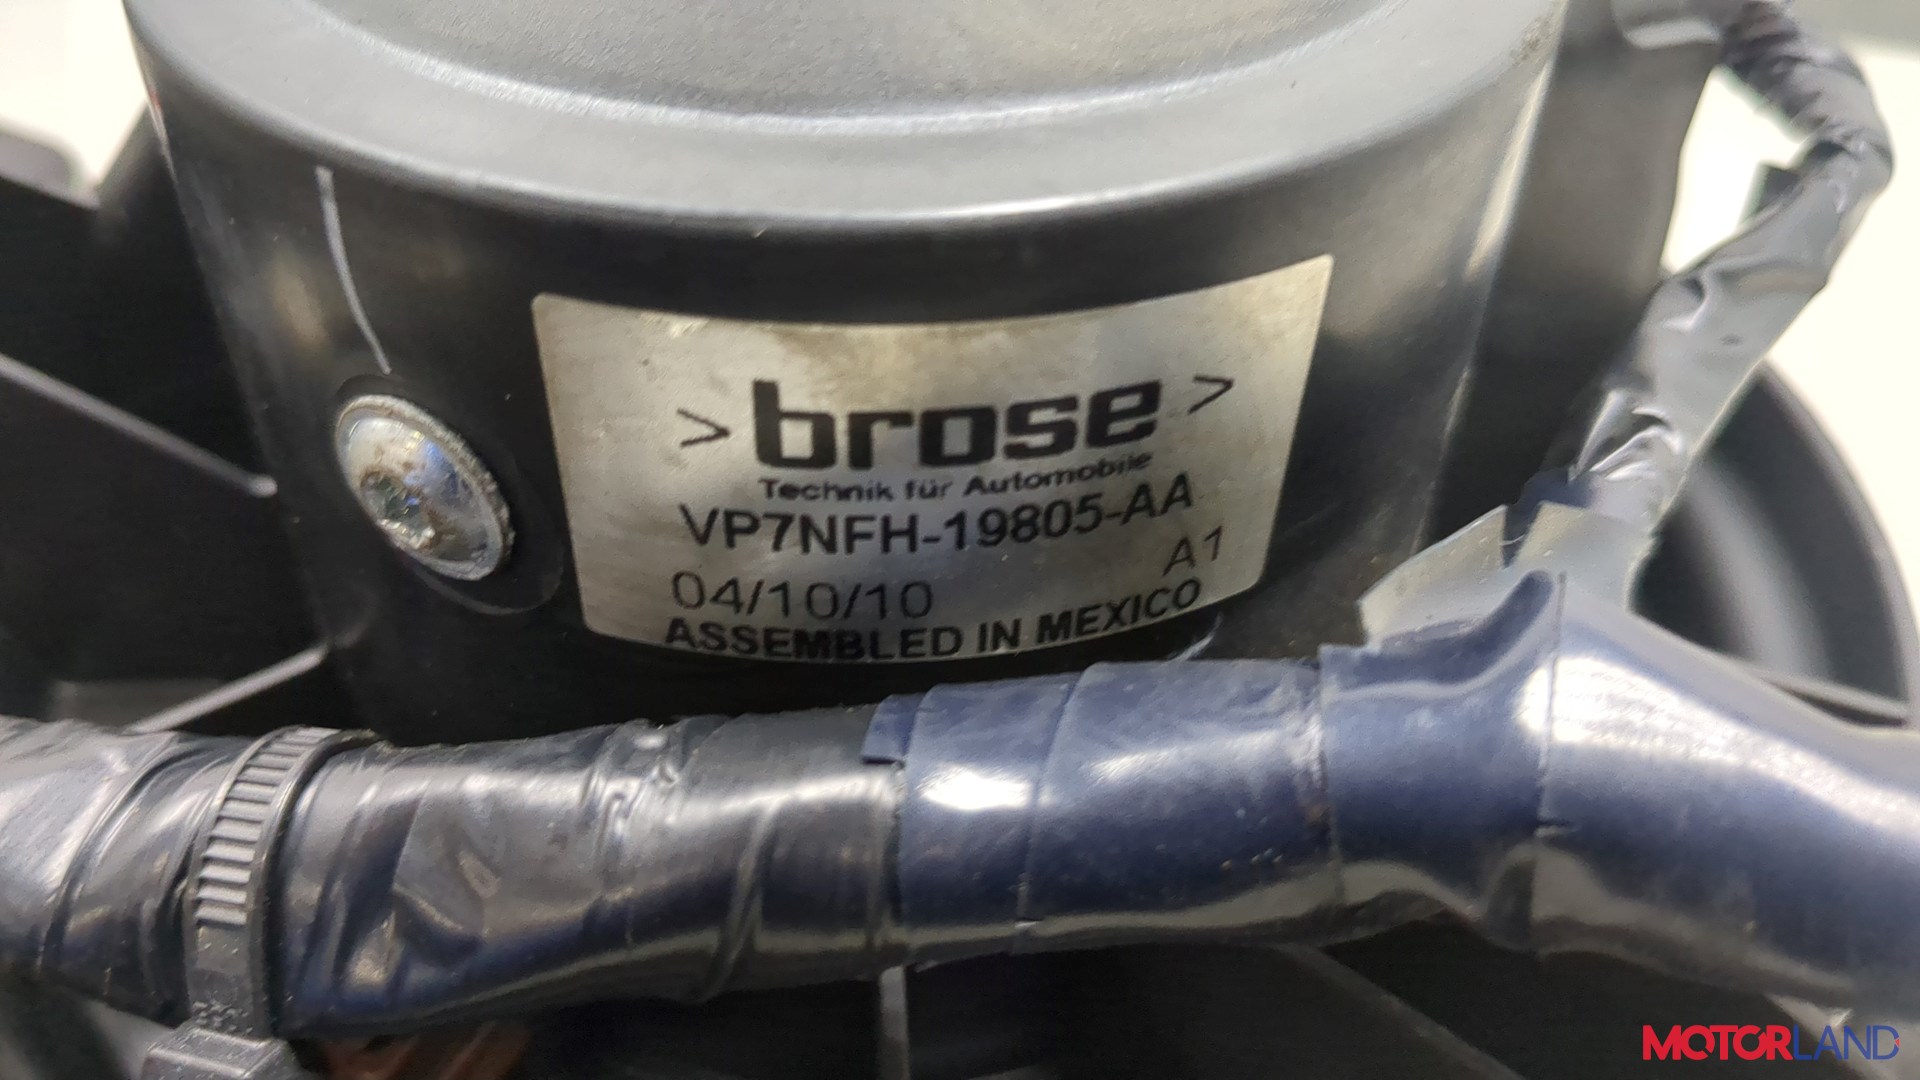 >brose>
Technik für Automobile
VP7NFH-19805-AA
A1
04/10/10
ASSEMBLED IN MEXICO
MOTORLAND